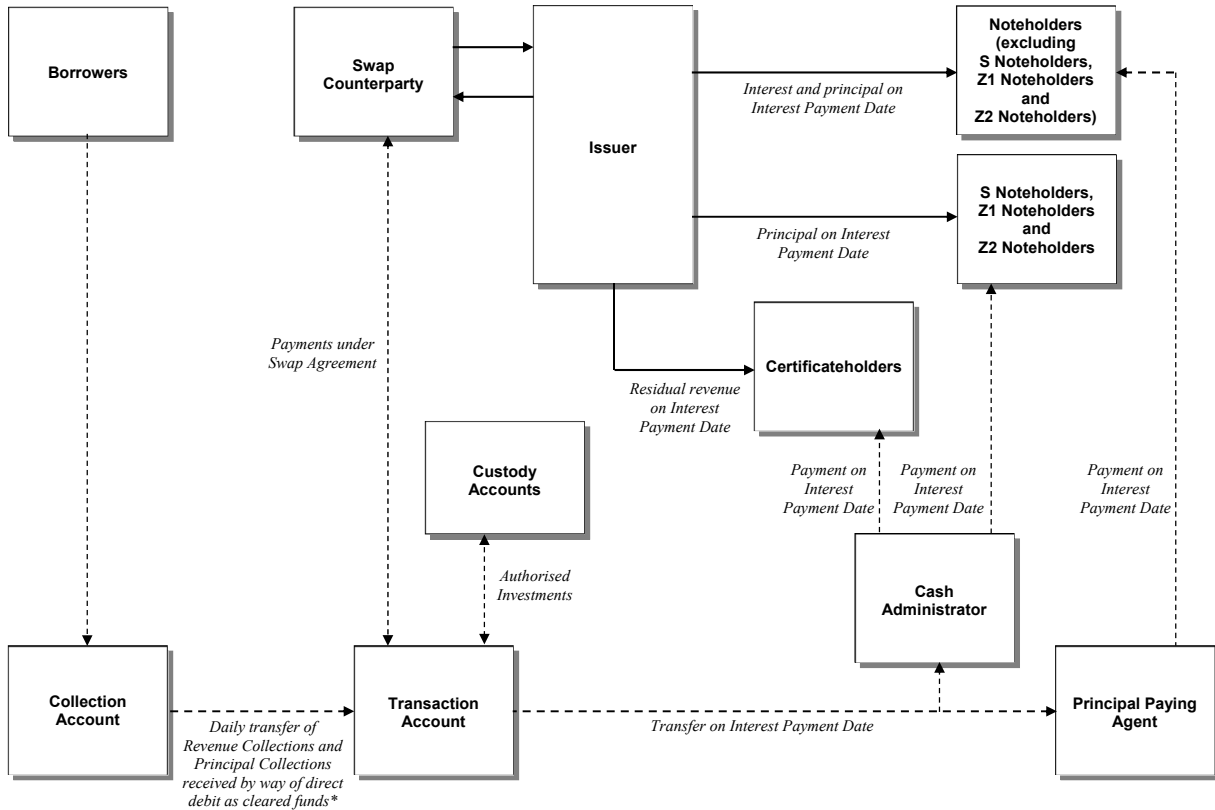 Borrowers
Swap
Counterparty
Issuer
Noteholders
(excluding
S Noteholders,
Z1 Noteholders
and
Z2 Noteholders)
Interest and principal on
Interest Payment Date
S Noteholders,
Z1 Noteholders
and
Z2 Noteholders
Principal on Interest
Payment Date
Payments under
Swap Agreement
Certificateholders
Residual revenue
on Interest
Payment Date
Custody
Accounts
Payment on
Interest
Payment Date
Payment on
Interest
Payment Date
Payment on
Interest
Payment Date
Authorised
Investments
Cash
Administrator
Collection
Account
Transaction
Account
Principal Paying
Agent
Daily transfer of
Revenue Collections and
Principal Collections
received by way of direct
debit as cleared funds*
Transfer on Interest Payment Date